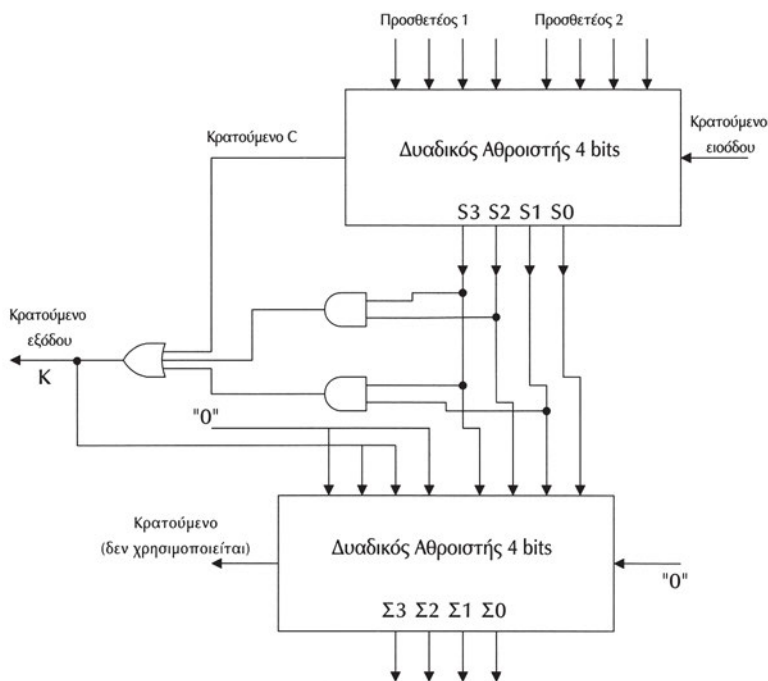 Προσθετέος 1 Προσθετέος 2
Κρατούμενο
ειοόδου
Κρατούμενο C
Δυαδικός Αθροιστής 4 bits
S3 S2 S1 S0
Κρατούμενο
εξόδου
K
"0"
Κρατούμενο
(δεν χρησιμοποιείται)
Δυαδικός Αθροιστής 4 bits
"0"
Σ3 Σ2 Σ1 Σ0